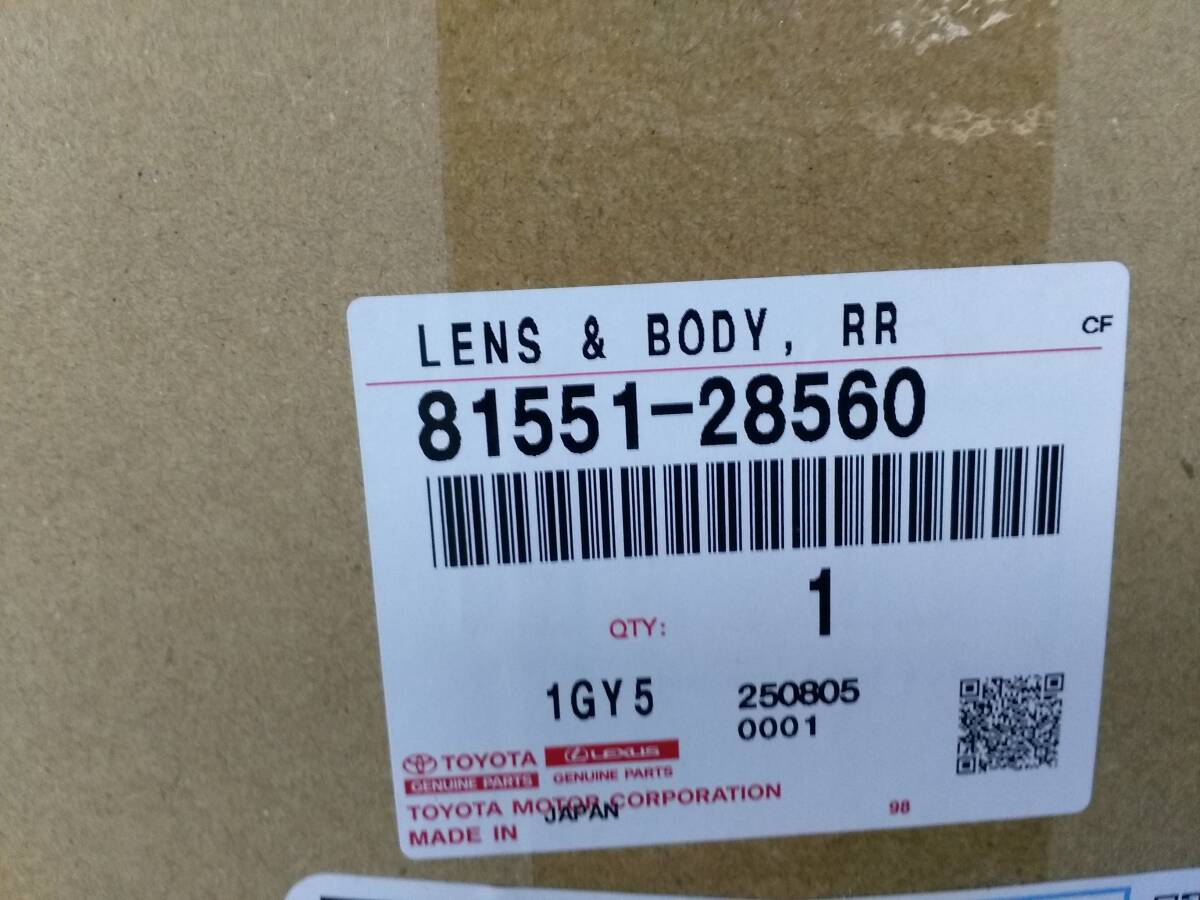 LENS & BODY, RR
CF
81551-28560
QTY: 1
1GY5 250805
0001
TOYOTA LEXUS
GENUINE PARTS GENUINE PARTS
TOYOTA MOTOR CORPORATION
MADE IN JAPAN
98